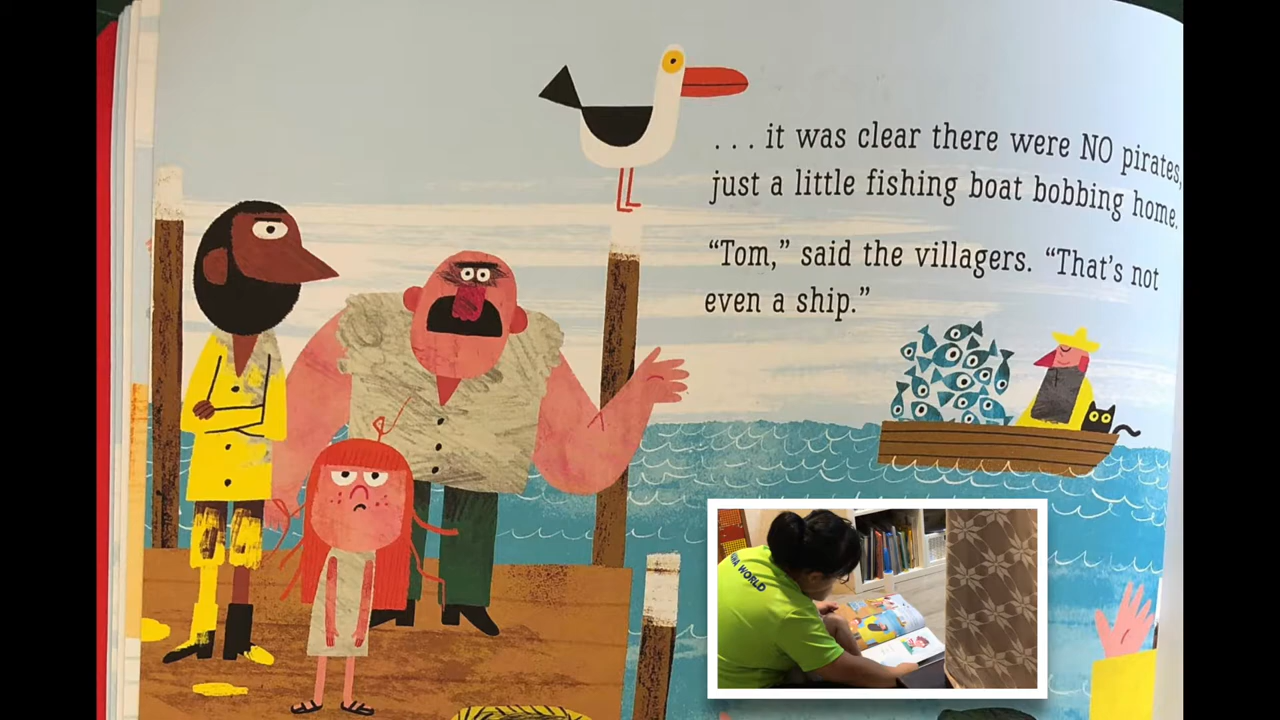 . . . it was clear there were NO pirates,
just a little fishing boat bobbing home.
“Tom,” said the villagers. “That’s not
even a ship.”
WORLD